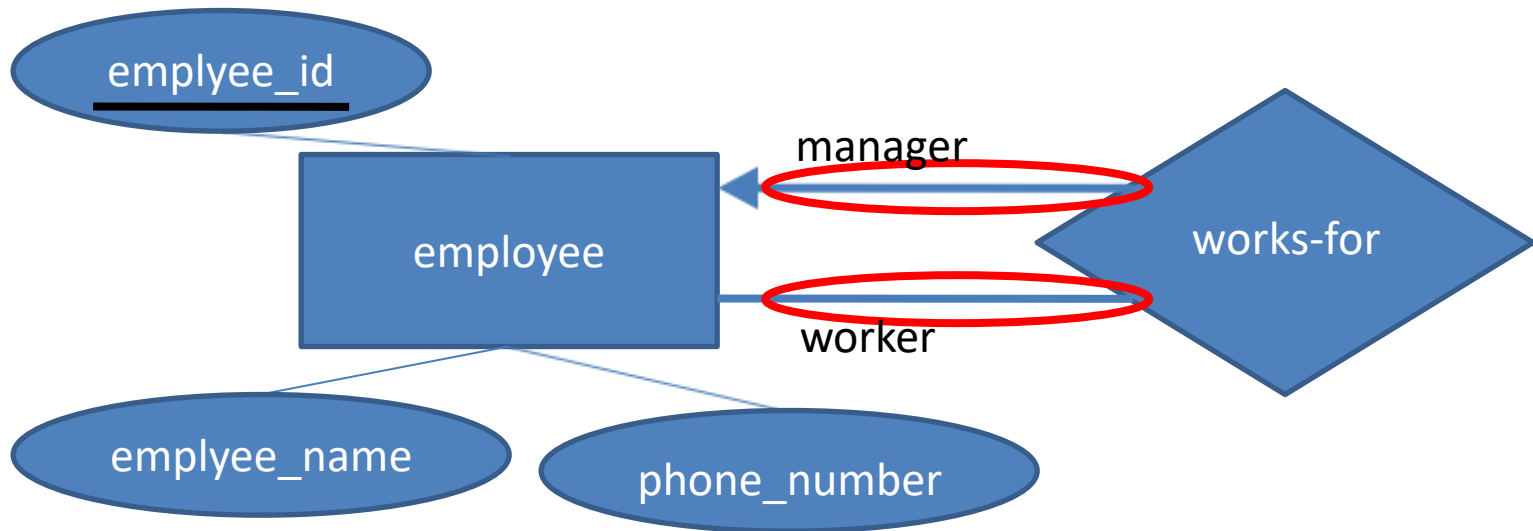 emplyee_id
manager
employee
works-for
worker
emplyee_name
phone_number